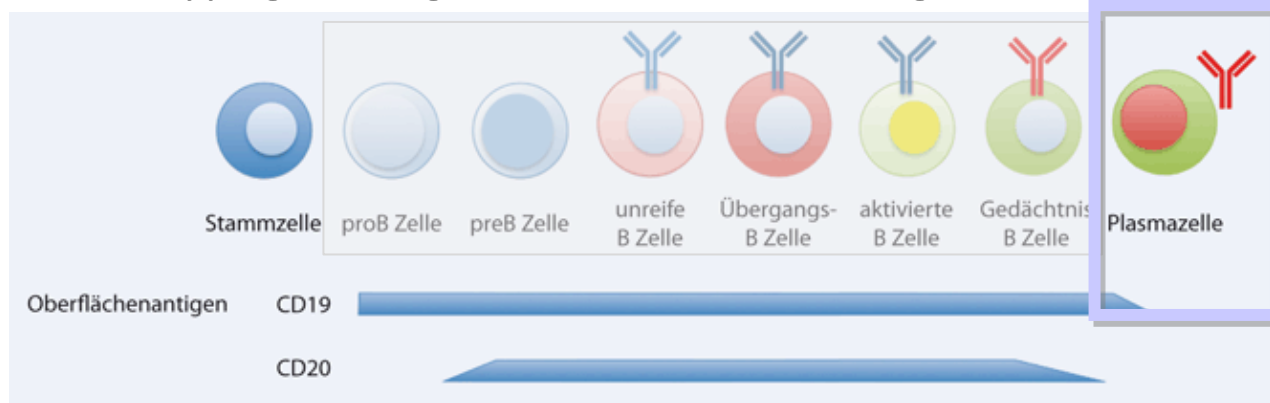 Stammzelle
proB Zelle
preB Zelle
unreife
B Zelle
Übergangs-
B Zelle
aktivierte
B Zelle
Gedächtnis
B Zelle
Plasmazelle
Oberflächenantigen CD19
CD20